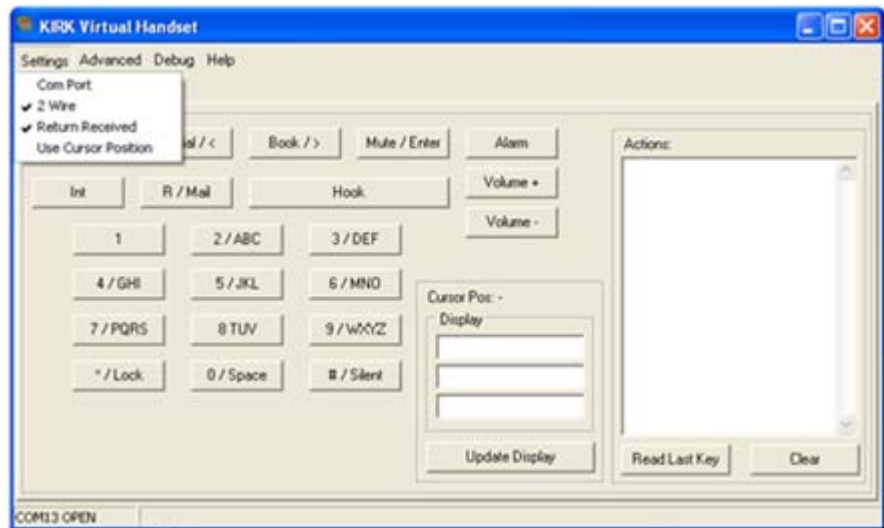 KIRK Virtual Handset
Settings Advanced Debug Help
Com Port
2 Wire
Return Received
Use Cursor Position
Book / > Mute / Enter Alarm
Int R / Mail Hook Volume +
Volume -
1 2 / ABC 3 / DEF
4 / GHI 5 / JKL 6 / MNO
7 / PQRS 8 TUV 9 / WXYZ
* / Lock 0 / Space # / Silent
Cursor Pos: -
Display
Update Display
Actions:
Read Last Key Clear
COM13 OPEN